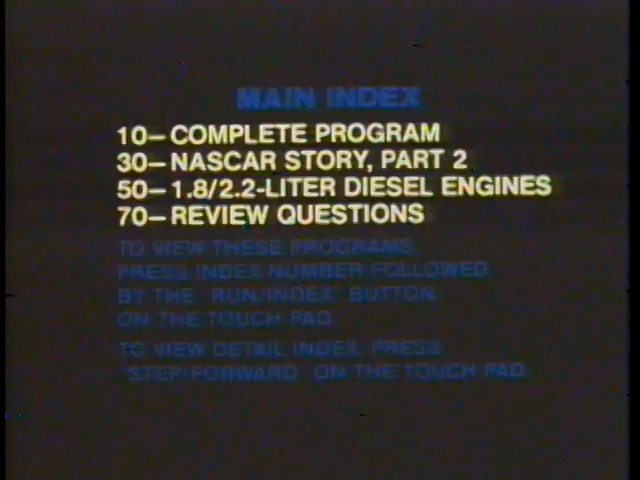 MAIN INDEX
10—COMPLETE PROGRAM
30—NASCAR STORY, PART 2
50—1.8/2.2-LITER DIESEL ENGINES
70—REVIEW QUESTIONS
TO VIEW THESE PROGRAMS,
PRESS INDEX NUMBER FOLLOWED
BY THE "RUN/INDEX" BUTTON
ON THE TOUCH PAD
TO VIEW DETAIL INDEX, PRESS
"STEP/FORWARD" ON THE TOUCH PAD